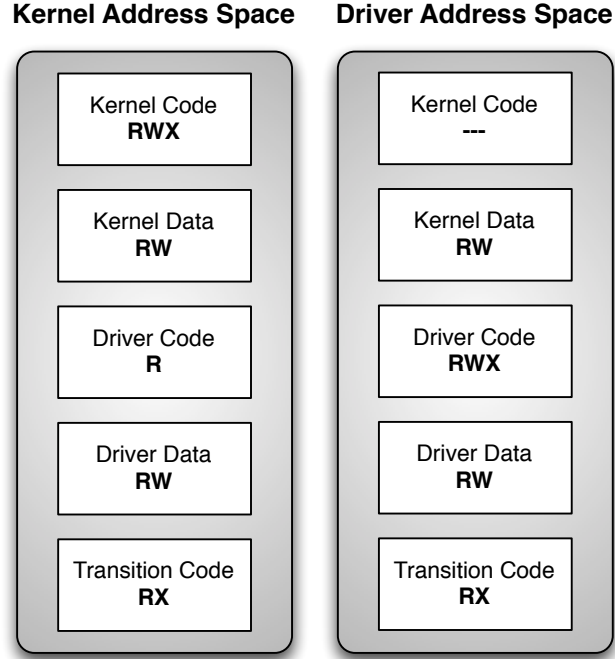 Kernel Address Space
Kernel Code
RWX
Kernel Data
RW
Driver Code
R
Driver Data
RW
Transition Code
RX
Driver Address Space
Kernel Code
---
Kernel Data
RW
Driver Code
RWX
Driver Data
RW
Transition Code
RX